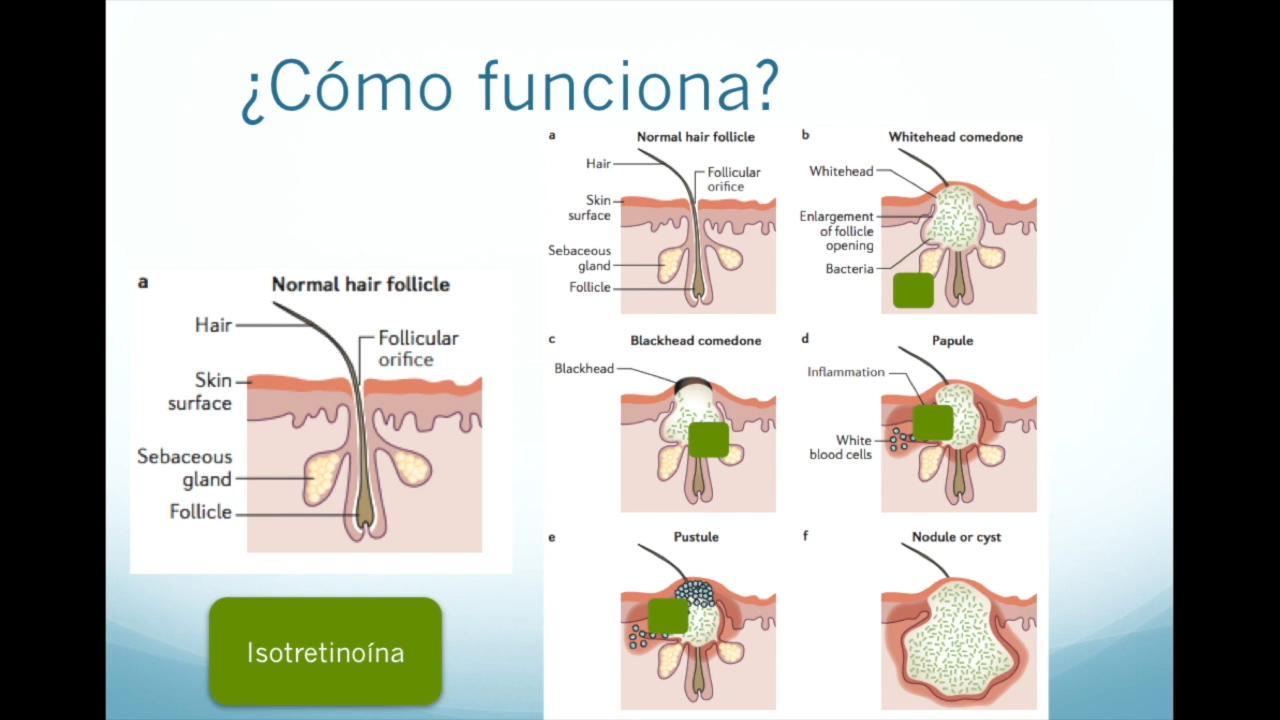 ¿Cómo funciona?
a
Normal hair follicle
Hair
Follicular
orifice
Skin
surface
Sebaceous
gland
Follicle
Isotretinoína
a
Normal hair follicle
Hair
Follicular
orifice
Skin
surface
Sebaceous
gland
Follicle
b
Whitehead comedone
Whitehead
Enlargement
of follicle
opening
Bacteria
c
Blackhead comedone
Blackhead
d
Papule
Inflammation
White
blood cells
e
Pustule
f
Nodule or cyst